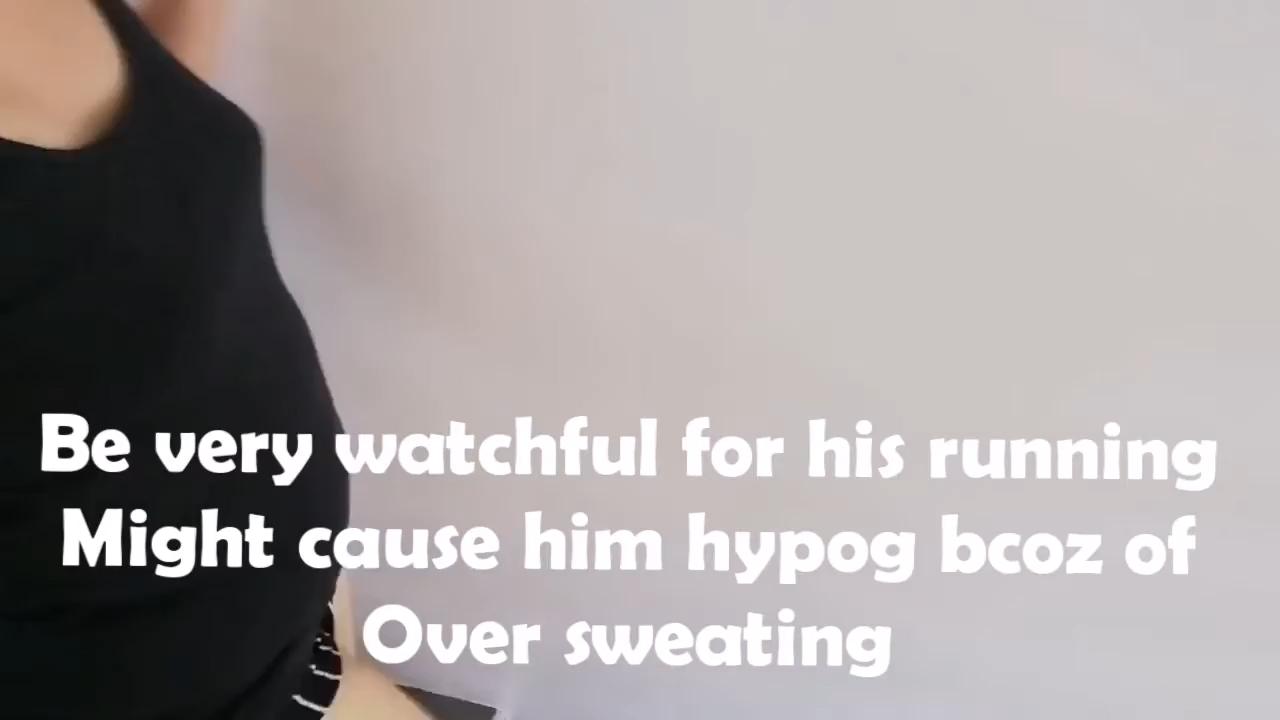 Be very watchful for his running
Might cause him hypog bcoz of
Over sweating